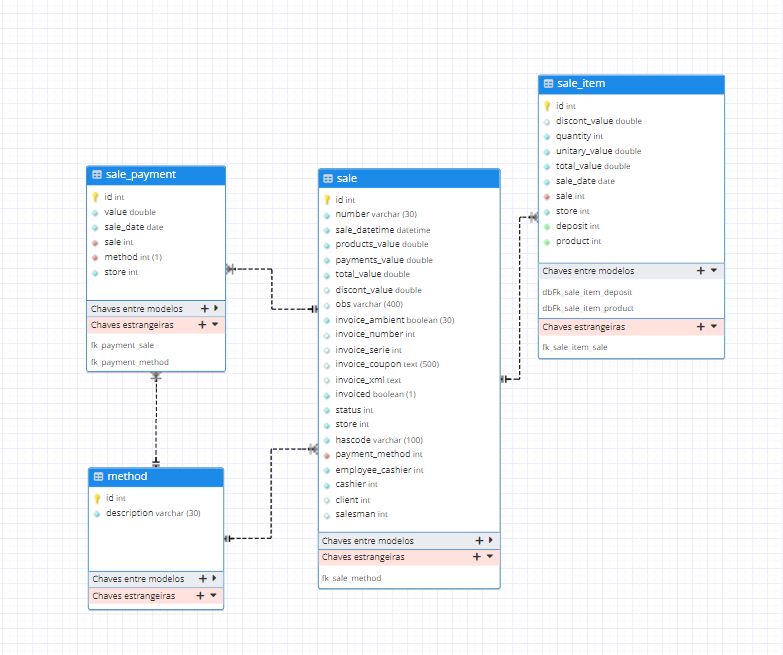 sale_payment
id int
value double
sale_date date
sale int
method int (1)
store int
Chaves entre modelos
Chaves estrangeiras
fk_payment_sale
fk_payment_method
method
id int
description varchar (30)
Chaves entre modelos
Chaves estrangeiras
sale
id int
number varchar (30)
sale_datetime datetime
products_value double
payments_value double
total_value double
discont_value double
obs varchar (400)
invoice_ambient boolean (30)
invoice_number int
invoice_serie int
invoice_coupon text (500)
invoice_xml text
invoiced boolean (1)
status int
store int
hascode varchar (100)
payment_method int
employee_cashier int
cashier int
client int
salesman int
Chaves entre modelos
Chaves estrangeiras
fk_sale_method
sale_item
id int
discont_value double
quantity int
unitary_value double
total_value double
sale_date date
sale int
store int
deposit int
product int
Chaves entre modelos
dbFk_sale_item_deposit
dbFk_sale_item_product
Chaves estrangeiras
fk_sale_item_sale